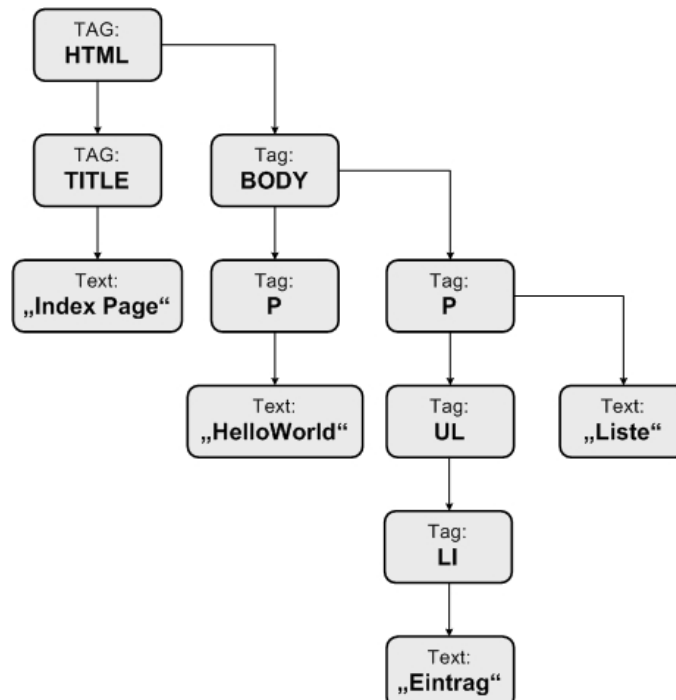 TAG:
HTML
TAG:
TITLE
Tag:
BODY
Text:
„Index Page“
Tag:
P
Tag:
P
Text:
„HelloWorld“
Tag:
UL
Text:
„Liste“
Tag:
LI
Text:
„Eintrag“